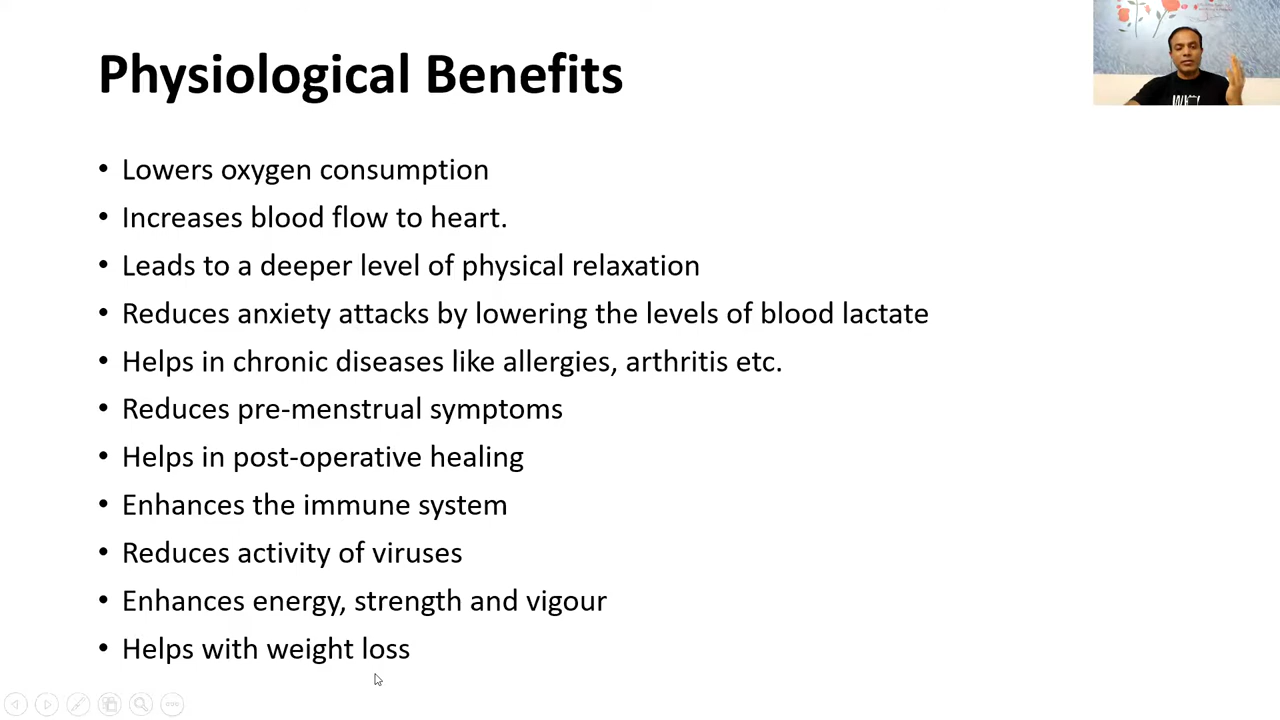 Physiological Benefits
• Lowers oxygen consumption
• Increases blood flow to heart.
• Leads to a deeper level of physical relaxation
• Reduces anxiety attacks by lowering the levels of blood lactate
• Helps in chronic diseases like allergies, arthritis etc.
• Reduces pre-menstrual symptoms
• Helps in post-operative healing
• Enhances the immune system
• Reduces activity of viruses
• Enhances energy, strength and vigour
• Helps with weight loss